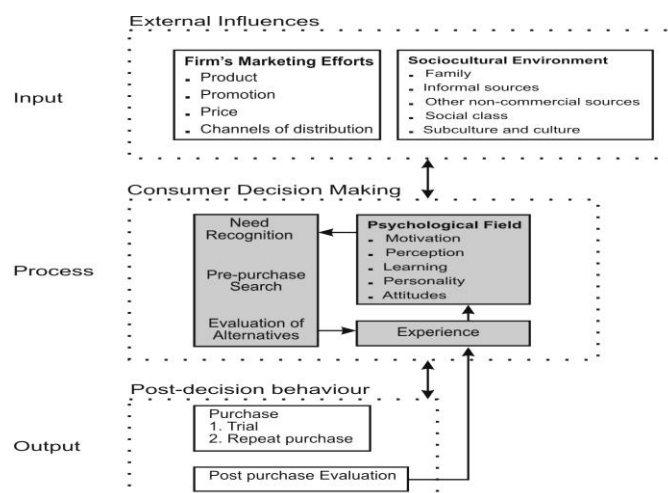 External Influences
Input
Firm's Marketing Efforts
Product
Promotion
Price
Channels of distribution
Sociocultural Environment
Family
Informal sources
Other non-commercial sources
Social class
Subculture and culture
Consumer Decision Making
Process
Need
Recognition
Pre-purchase
Search
Evaluation of
Alternatives
Psychological Field
Motivation
Perception
Learning
Personality
Attitudes
Experience
Post-decision behaviour
Output
Purchase
1. Trial
2. Repeat purchase
Post purchase Evaluation